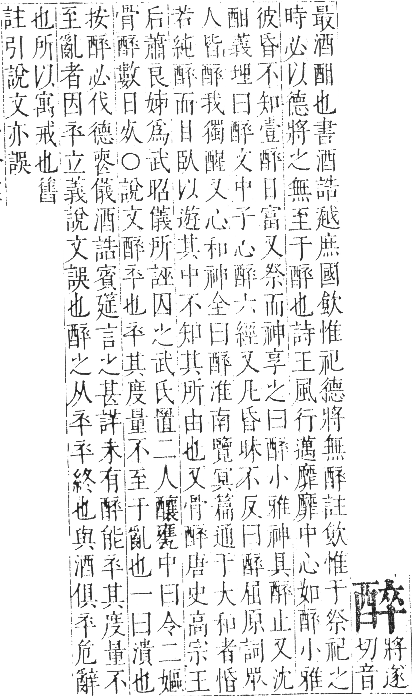 醉
將遂
切音
最酒酣也書酒誥越庶國飮惟祀德將無醉註飮惟于祭祀之
時必以德將之無至于醉也詩王風行邁靡靡中心如醉小雅
彼昏不知壹醉日富又祭而神享之曰醉小雅神具醉止又沈
酣義理曰醉文中子心醉六經又凡昏昧不反曰醉屈原詞眾
人皆醉我獨醒又心和神全曰醉淮南覽冥篇通于大和者惛
若純醉而甘臥以遊其中不知其所由也又骨醉唐史高宗王
后蕭良娣爲武昭儀所誣囚之武氏置二人釀甕中曰令二嫗
骨醉數日死○說文醉卒也卒其度量不至于亂也一曰潰也
按醉必伐德喪儀酒誥賓筵言之甚詳未有醉能卒其度量不
至亂者因卒立義說文誤也醉之从卒卒終也與酒俱卒危辭
也所以寓戒也舊
註引說文亦誤